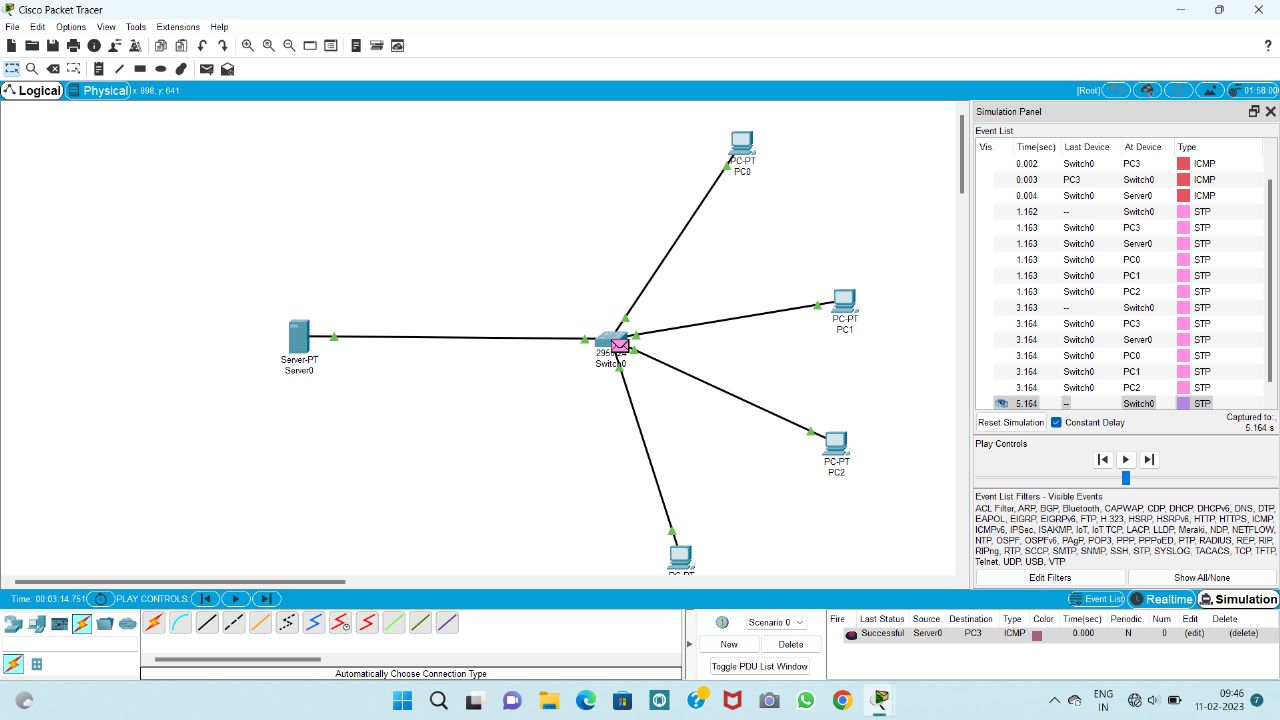 Cisco Packet Tracer
File Edit Options View Tools Extensions Help
?
Logical Physical x: 898, y: 641 [Root] 01:58:00
Simulation Panel
Event List
Vis. Time(sec) Last Device At Device Type
0.002 Switch0 PC3 ICMP
0.003 PC3 Switch0 ICMP
0.004 Switch0 Server0 ICMP
1.162 -- Switch0 STP
1.163 Switch0 PC3 STP
1.163 Switch0 Server0 STP
1.163 Switch0 PC0 STP
1.163 Switch0 PC1 STP
1.163 Switch0 PC2 STP
3.163 -- Switch0 STP
3.164 Switch0 PC3 STP
3.164 Switch0 Server0 STP
3.164 Switch0 PC0 STP
3.164 Switch0 PC1 STP
3.164 Switch0 PC2 STP
5.164 -- Switch0 STP
Reset Simulation Constant Delay Captured to:
5.164 s
Play Controls
Event List Filters - Visible Events
ACL Filter, ARP, BGP, Bluetooth, CAPWAP, CDP, DHCP, DHCPv6, DNS, DTP,
EAPOL, EIGRP, EIGRPv6, FTP, H.323, HSRP, HSRPv6, HTTP, HTTPS, ICMP,
ICMPv6, IPSec, ISAKMP, IoT, IoT TCP, LACP, LLDP, Meraki, NDP, NETFLOW,
NTP, OSPF, OSPFv6, PAgP, POP3, PPP, PPPoED, PTP, RADIUS, REP, RIP,
RIPng, RTP, SCCP, SMTP, SNMP, SSH, STP, SYSLOG, TACACS, TCP, TFTP,
Telnet, UDP, USB, VTP
Edit Filters Show All/None
PC-PT
PC0
PC-PT
PC1
Server-PT
Server0
Switch0
PC-PT
PC2
PC-PT
Time: 00:03:14.751 PLAY CONTROLS: Event List Realtime Simulation
Scenario 0
New Delete
Toggle PDU List Window
Fire Last Status Source Destination Type Color Time(sec) Periodic Num Edit Delete
Successful Server0 PC3 ICMP 0.000 N 0 (edit) (delete)
Automatically Choose Connection Type
ENG
IN
09:46
11-02-2023
7